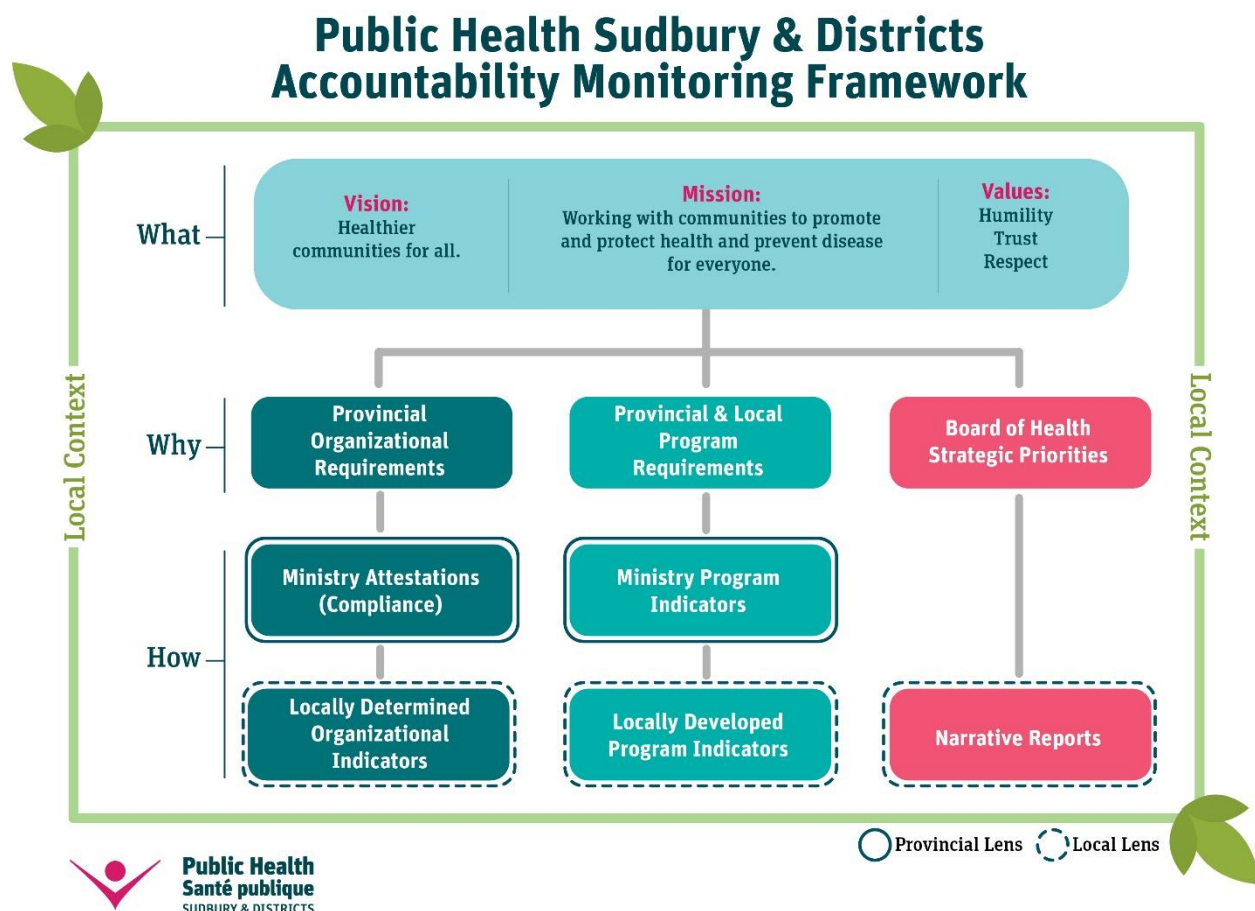 Public Health Sudbury & Districts
Accountability Monitoring Framework
What
Vision:
Healthier
communities for all.
Mission:
Working with communities to promote
and protect health and prevent disease
for everyone.
Values:
Humility
Trust
Respect
Local Context
Local Context
Why
Provincial
Organizational
Requirements
Provincial & Local
Program
Requirements
Board of Health
Strategic Priorities
How
Ministry Attestations
(Compliance)
Ministry Program
Indicators
Locally Determined
Organizational
Indicators
Locally Developed
Program Indicators
Narrative Reports
Provincial Lens
Local Lens
Public Health
Santé publique
SUDBURY & DISTRICTS